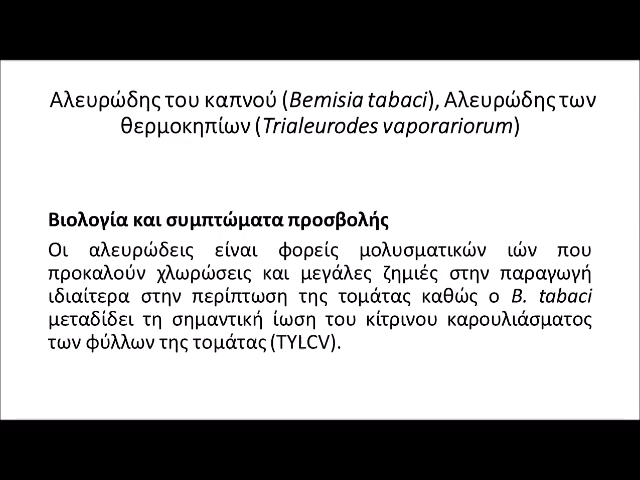 Αλευρώδης του καπνού (Bemisia tabaci), Αλευρώδης των
θερμοκηπίων (Trialeurodes vaporariorum)
Βιολογία και συμπτώματα προσβολής
Οι αλευρώδεις είναι φορείς μολυσματικών ιών που
προκαλούν χλωρώσεις και μεγάλες ζημιές στην παραγωγή
ιδιαίτερα στην περίπτωση της τομάτας καθώς ο B. tabaci
μεταδίδει τη σημαντική ίωση του κίτρινου καρουλιάσματος
των φύλλων της τομάτας (TYLCV).